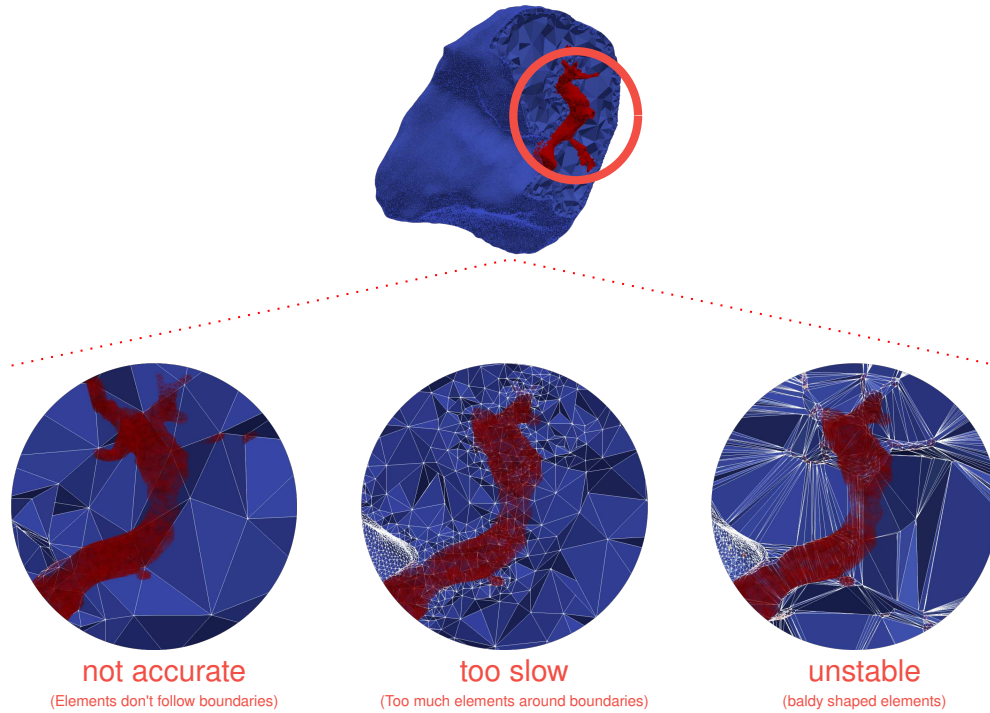 not accurate
too slow
unstable
(Elements don't follow boundaries)
(Too much elements around boundaries)
(baldy shaped elements)